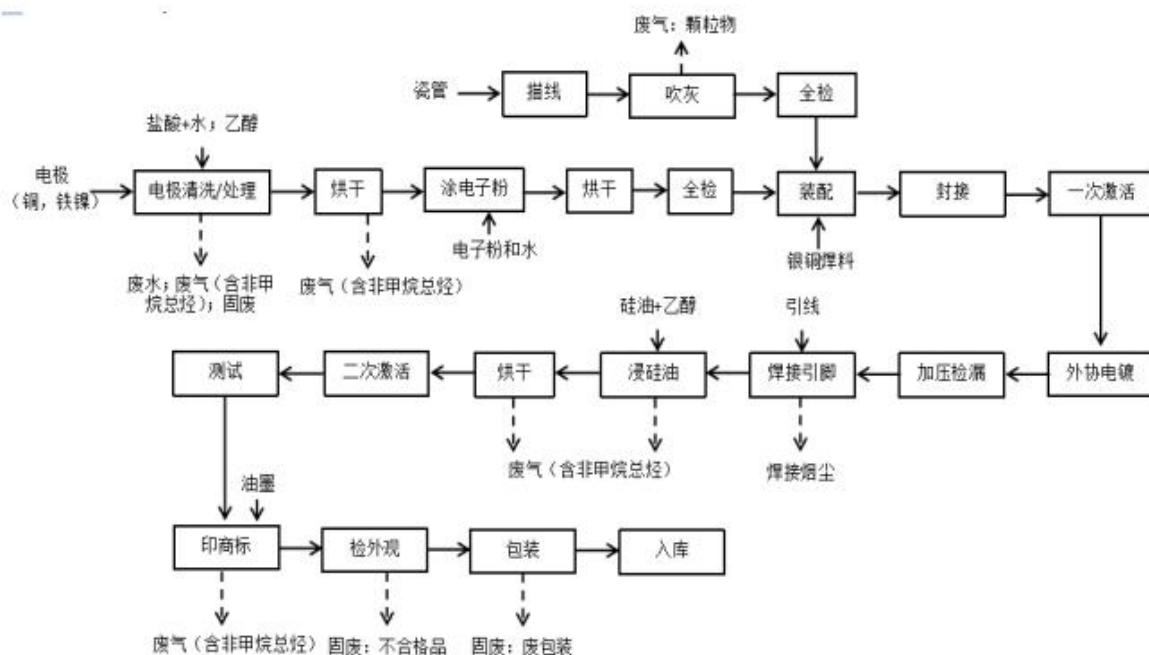 废气：颗粒物
瓷管
描线
吹灰
全检
盐酸+水；乙醇
电极
（铜，铁镍）
电极清洗/处理
烘干
涂电子粉
烘干
全检
装配
封接
一次激活
电子粉和水
银铜焊料
废水；废气（含非甲
烷总烃）；固废
废气（含非甲烷总烃）
硅油+乙醇
引线
测试
二次激活
烘干
浸硅油
焊接引脚
加压检漏
外协电镀
废气（含非甲烷总烃）
焊接烟尘
油墨
印商标
检外观
包装
入库
废气（含非甲烷总烃）
固废：不合格品
固废：废包装